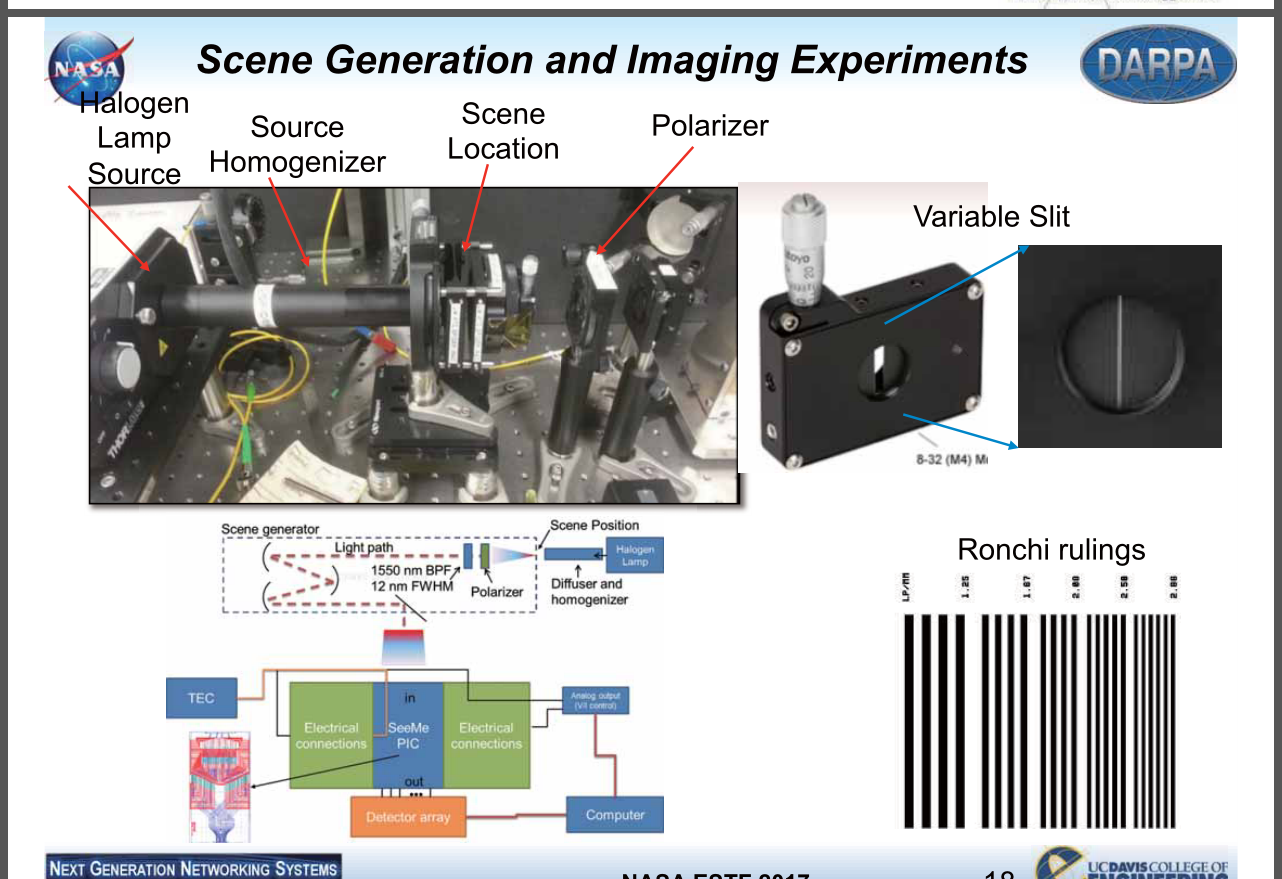 NASA
Scene Generation and Imaging Experiments
DARPA
Halogen
Lamp
Source
Source
Homogenizer
Scene
Location
Polarizer
Variable Slit
THORLABS
20
8-32 (M4) M
Scene generator
Light path
1550 nm BPF
12 nm FWHM
Polarizer
Scene Position
Halogen
Lamp
Diffuser and
homogenizer
TEC
Electrical
connections
in
SeeMe
PIC
out
Electrical
connections
Analog output
(V/I control)
Detector array
Computer
Ronchi rulings
LP/MM
1.25
1.67
2.00
2.50
2.86
NEXT GENERATION NETWORKING SYSTEMS
NASA ESTF 2017
18
UCDAVIS COLLEGE OF
ENGINEERING